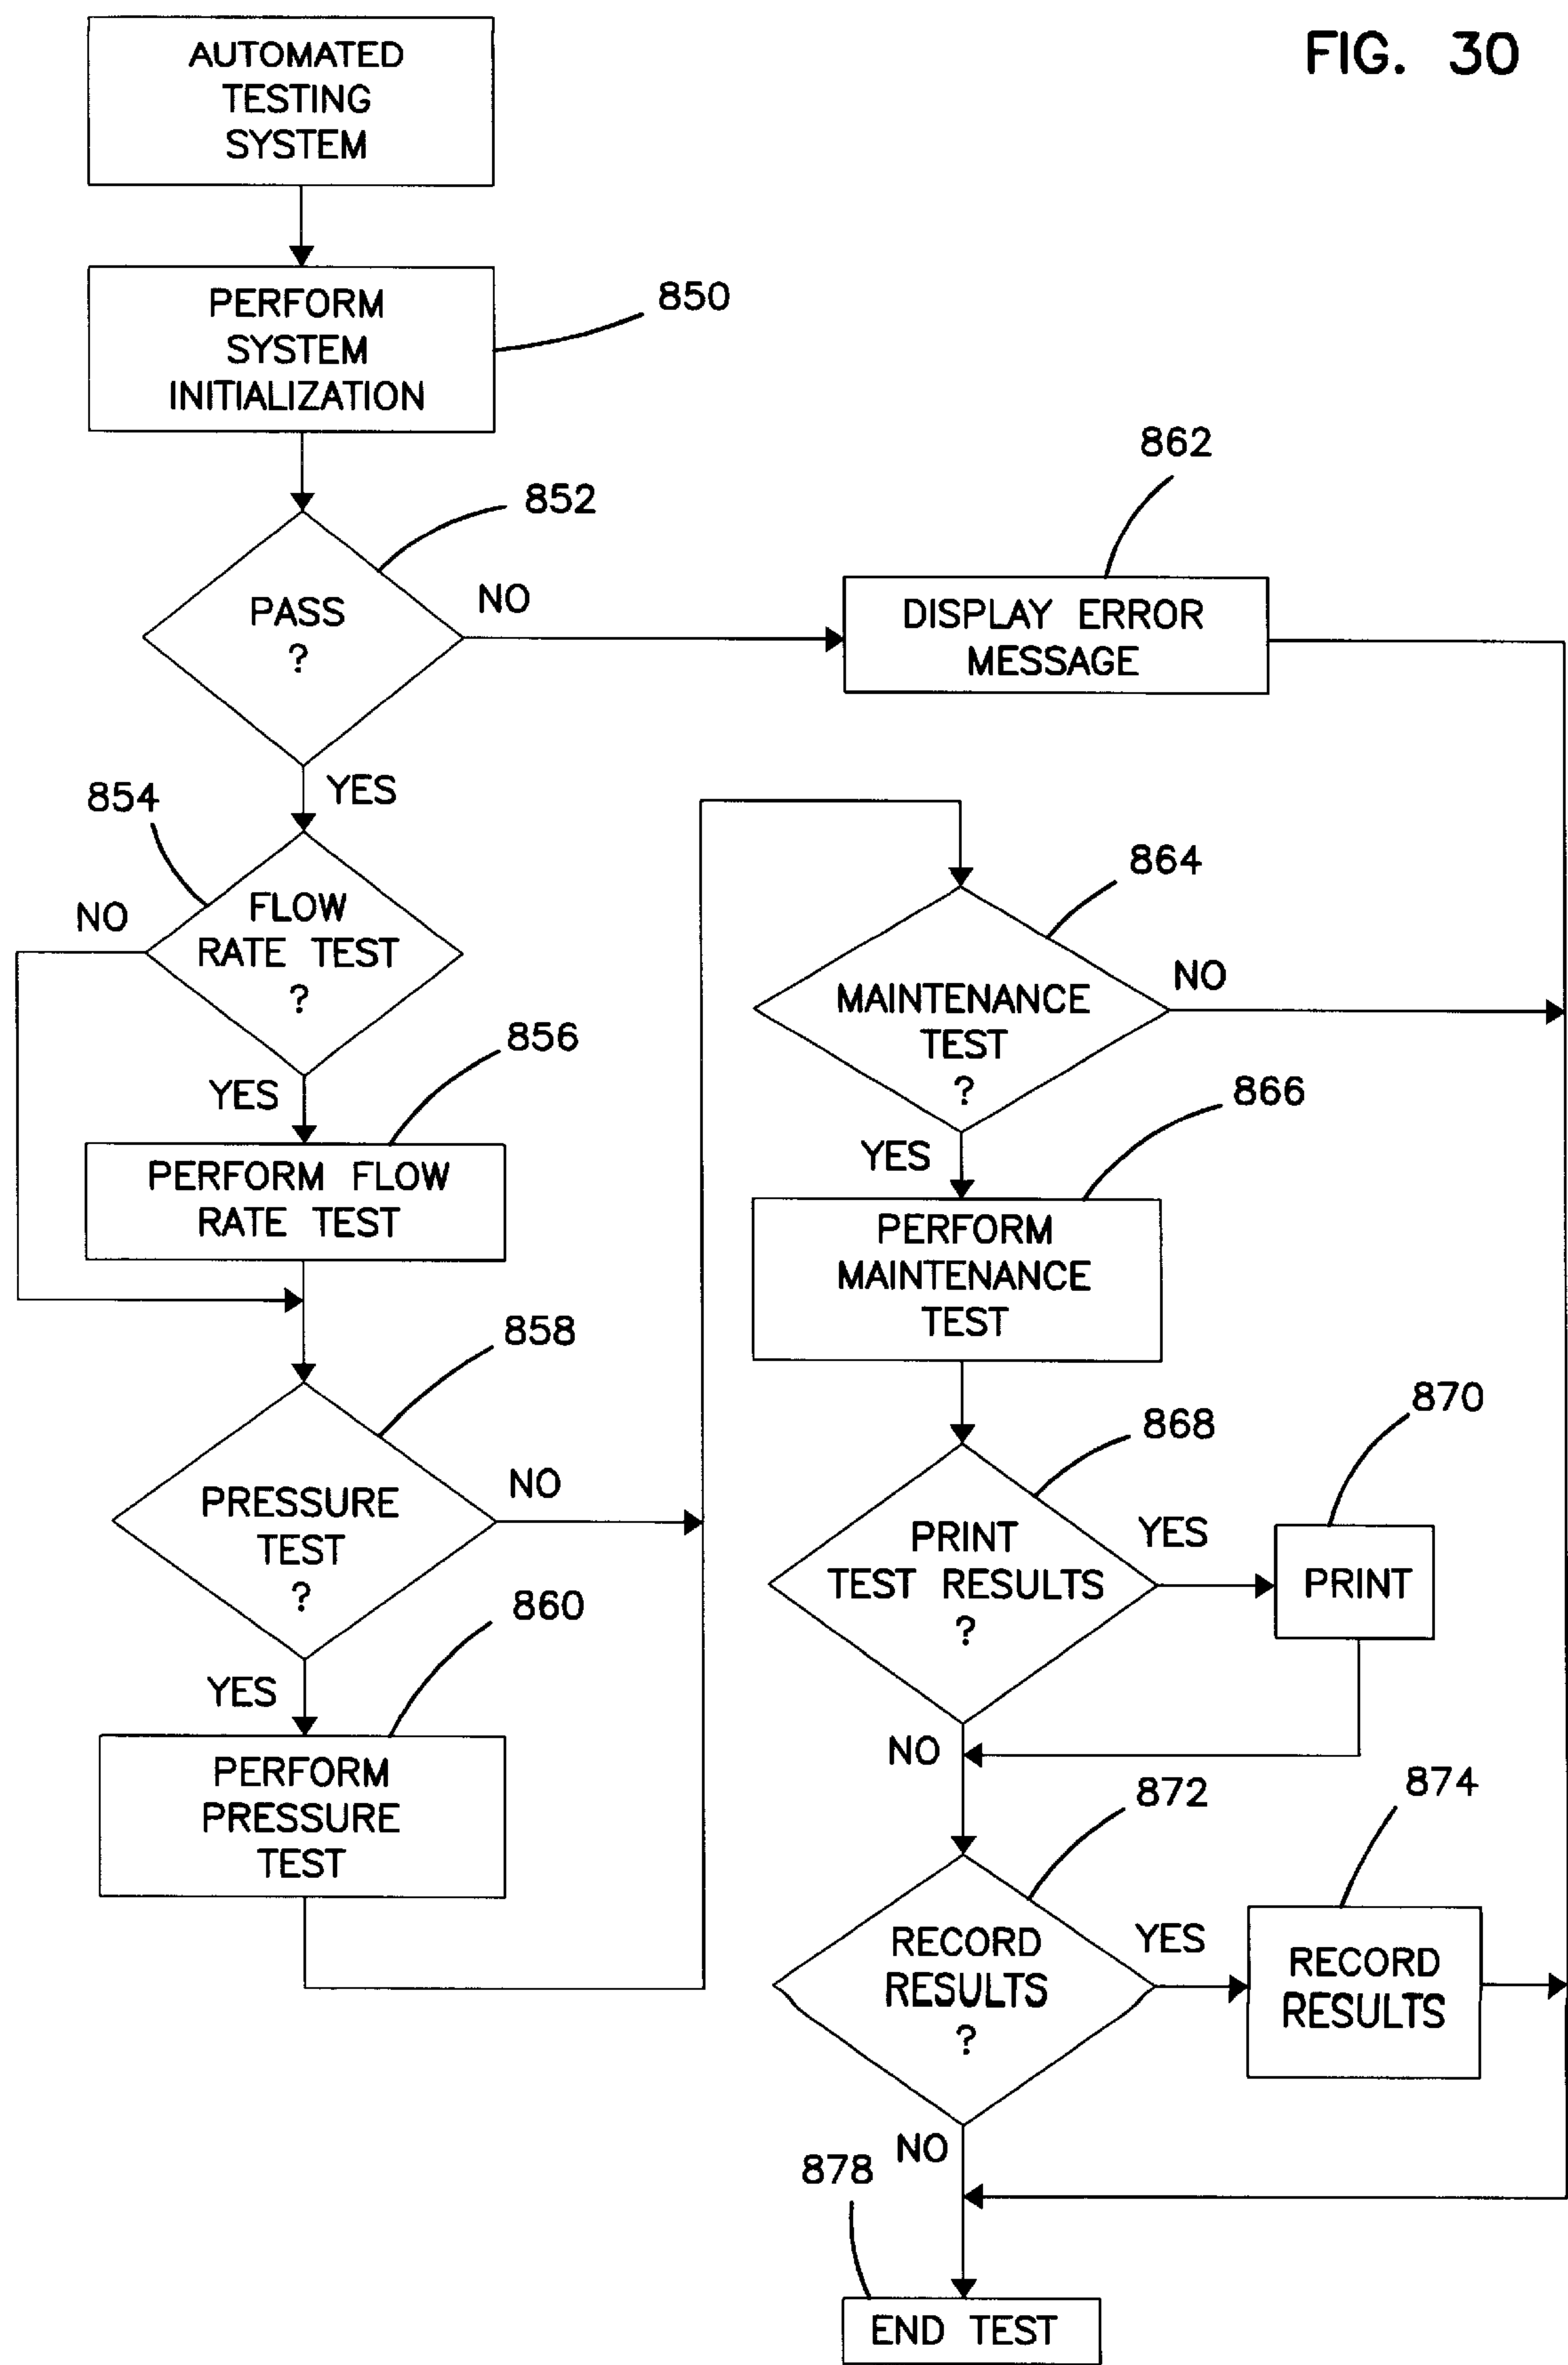 FIG. 30
AUTOMATED
TESTING
SYSTEM
850
PERFORM
SYSTEM
INITIALIZATION
852
PASS
?
NO
862
DISPLAY ERROR
MESSAGE
YES
854
FLOW
RATE TEST
?
NO
YES
856
PERFORM FLOW
RATE TEST
858
PRESSURE
TEST
?
NO
YES
860
PERFORM
PRESSURE
TEST
864
MAINTENANCE
TEST
?
NO
YES
866
PERFORM
MAINTENANCE
TEST
868
PRINT
TEST RESULTS
?
YES
870
PRINT
NO
872
RECORD
RESULTS
?
YES
874
RECORD
RESULTS
NO
878
END TEST